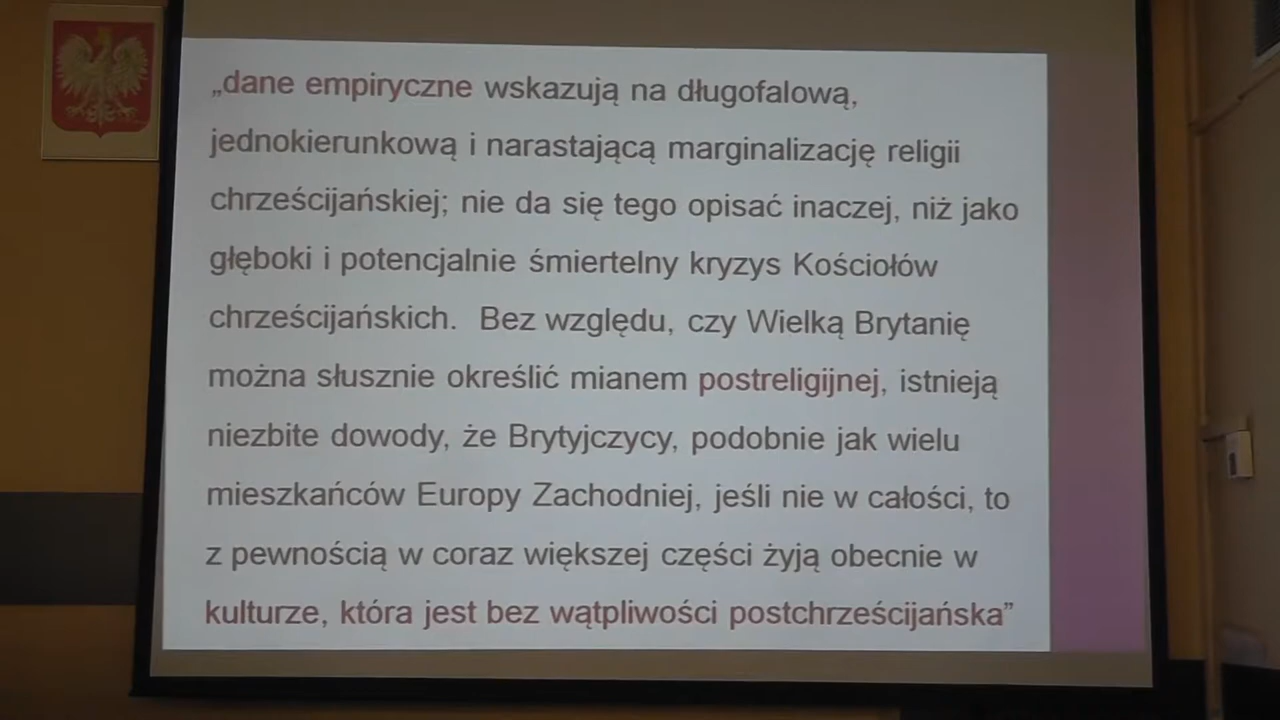 „dane empiryczne wskazują na długofalową,
jednokierunkową i narastającą marginalizację religii
chrześcijańskiej; nie da się tego opisać inaczej, niż jako
głęboki i potencjalnie śmiertelny kryzys Kościołów
chrześcijańskich.  Bez względu, czy Wielką Brytanię
można słusznie określić mianem postreligijnej, istnieją
niezbite dowody, że Brytyjczycy, podobnie jak wielu
mieszkańców Europy Zachodniej, jeśli nie w całości, to
z pewnością w coraz większej części żyją obecnie w
kulturze, która jest bez wątpliwości postchrześcijańska”